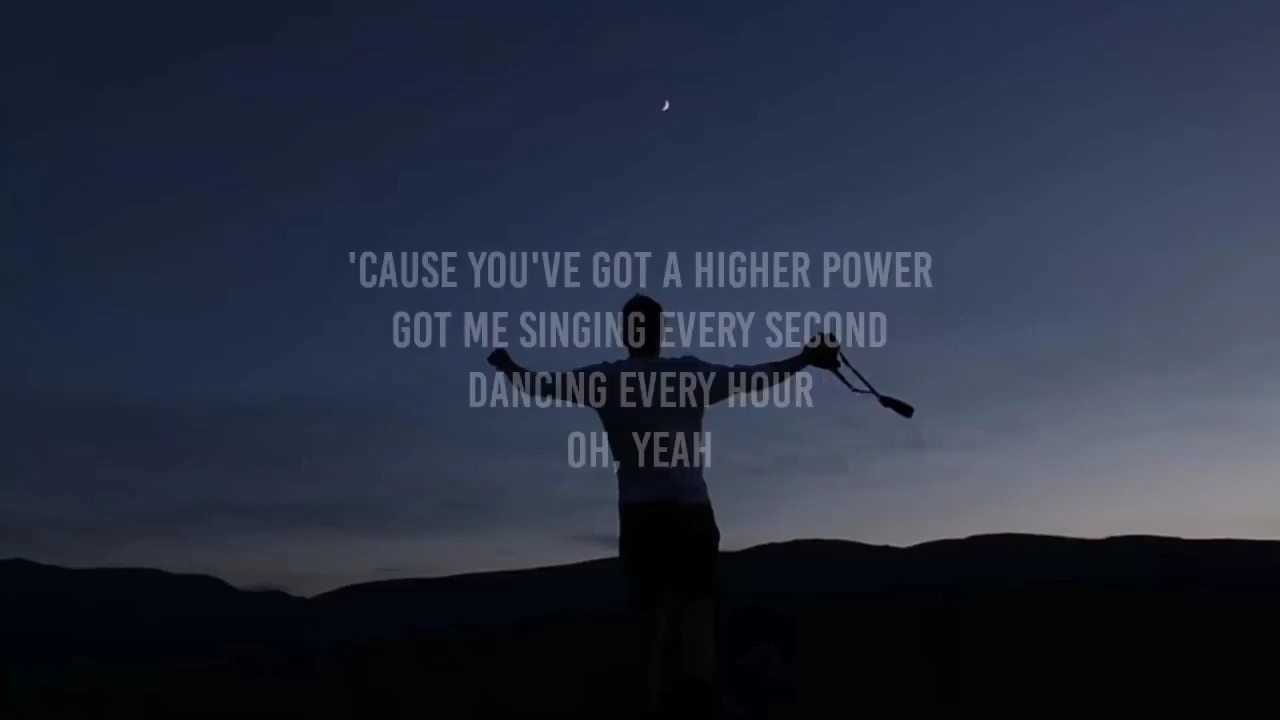 'CAUSE YOU'VE GOT A HIGHER POWER
GOT ME SINGING EVERY SECOND
DANCING EVERY HOUR
OH, YEAH